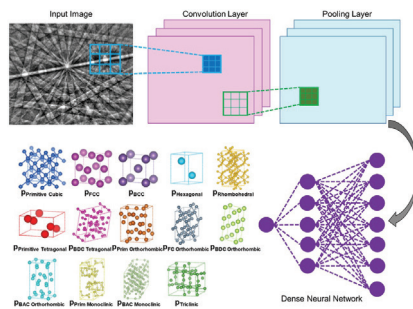 Input Image
Convolution Layer
Pooling Layer
PPrimitive Cubic
PFCC
PBCC
PHexagonal
PRhombohedral
PPrimitive Tetragonal
PBDC Tetragonal
PPrim Orthorhombic
PFC Orthorhombic
PBDC Orthorhombic
PBAC Orthorhombic
PPrim Monoclinic
PBAC Monoclinic
PTriclinic
Dense Neural Network